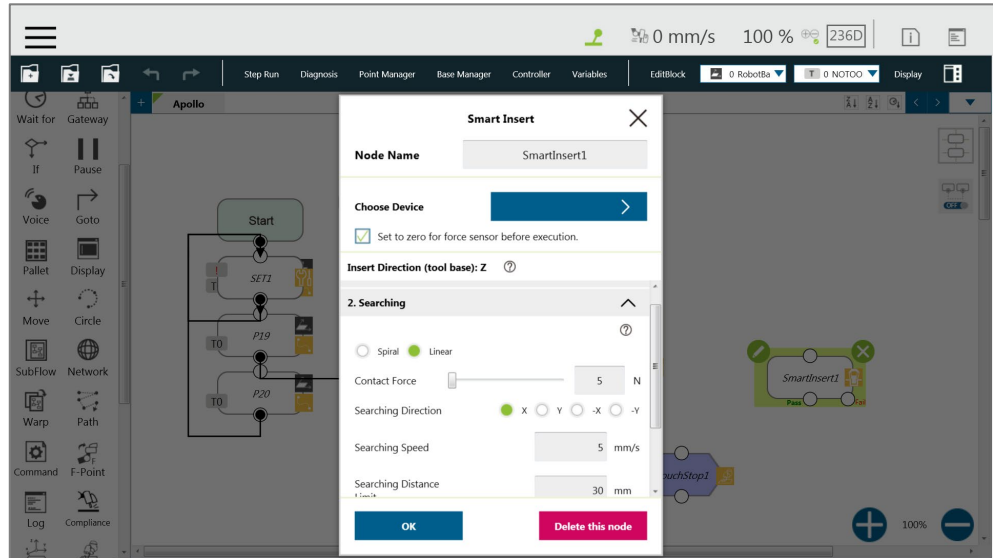 0 mm/s 100 % 236D
Step Run Diagnosis Point Manager Base Manager Controller Variables EditBlock 0 RobotBa T 0 NOTOO Display
+ Apollo
Wait for Gateway
If Pause
Voice Goto
Pallet Display
Move Circle
SubFlow Network
Warp Path
Command F-Point
Log Compliance
Start
!
T
SET1
T0
P19
T0
P20
Smart Insert
Node Name SmartInsert1
Choose Device
Set to zero for force sensor before execution.
Insert Direction (tool base): Z ?
2. Searching
?
Spiral Linear
Contact Force 5 N
Searching Direction X Y -X -Y
Searching Speed 5 mm/s
Searching Distance
Limit 30 mm
OK Delete this node
OFF
SmartInsert1
Pass Fail
ouchStop1
100%